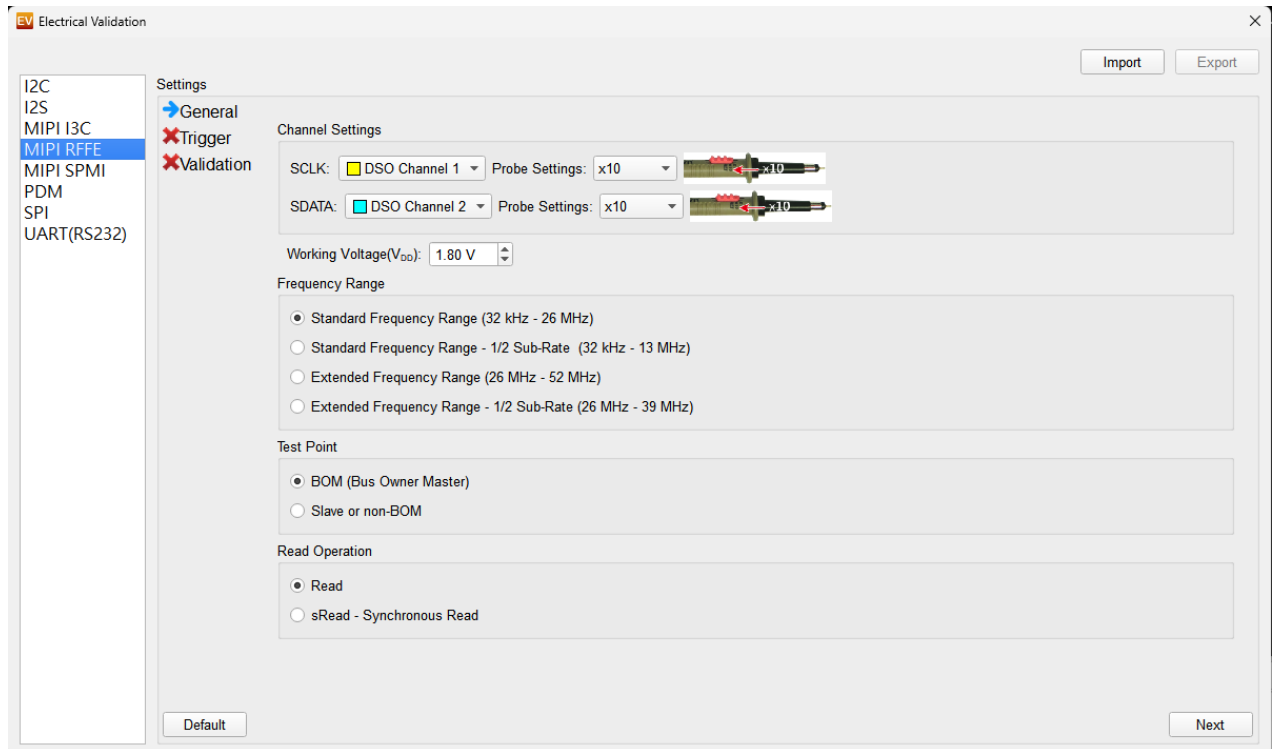 EV Electrical Validation
Import Export
I2C
I2S
MIPI I3C
MIPI RFFE
MIPI SPMI
PDM
SPI
UART(RS232)
Settings
General
Trigger
Validation
Channel Settings
SCLK: DSO Channel 1 Probe Settings: x10 x10
SDATA: DSO Channel 2 Probe Settings: x10 x10
Working Voltage(VDD): 1.80 V
Frequency Range
Standard Frequency Range (32 kHz - 26 MHz)
Standard Frequency Range - 1/2 Sub-Rate (32 kHz - 13 MHz)
Extended Frequency Range (26 MHz - 52 MHz)
Extended Frequency Range - 1/2 Sub-Rate (26 MHz - 39 MHz)
Test Point
BOM (Bus Owner Master)
Slave or non-BOM
Read Operation
Read
sRead - Synchronous Read
Default Next